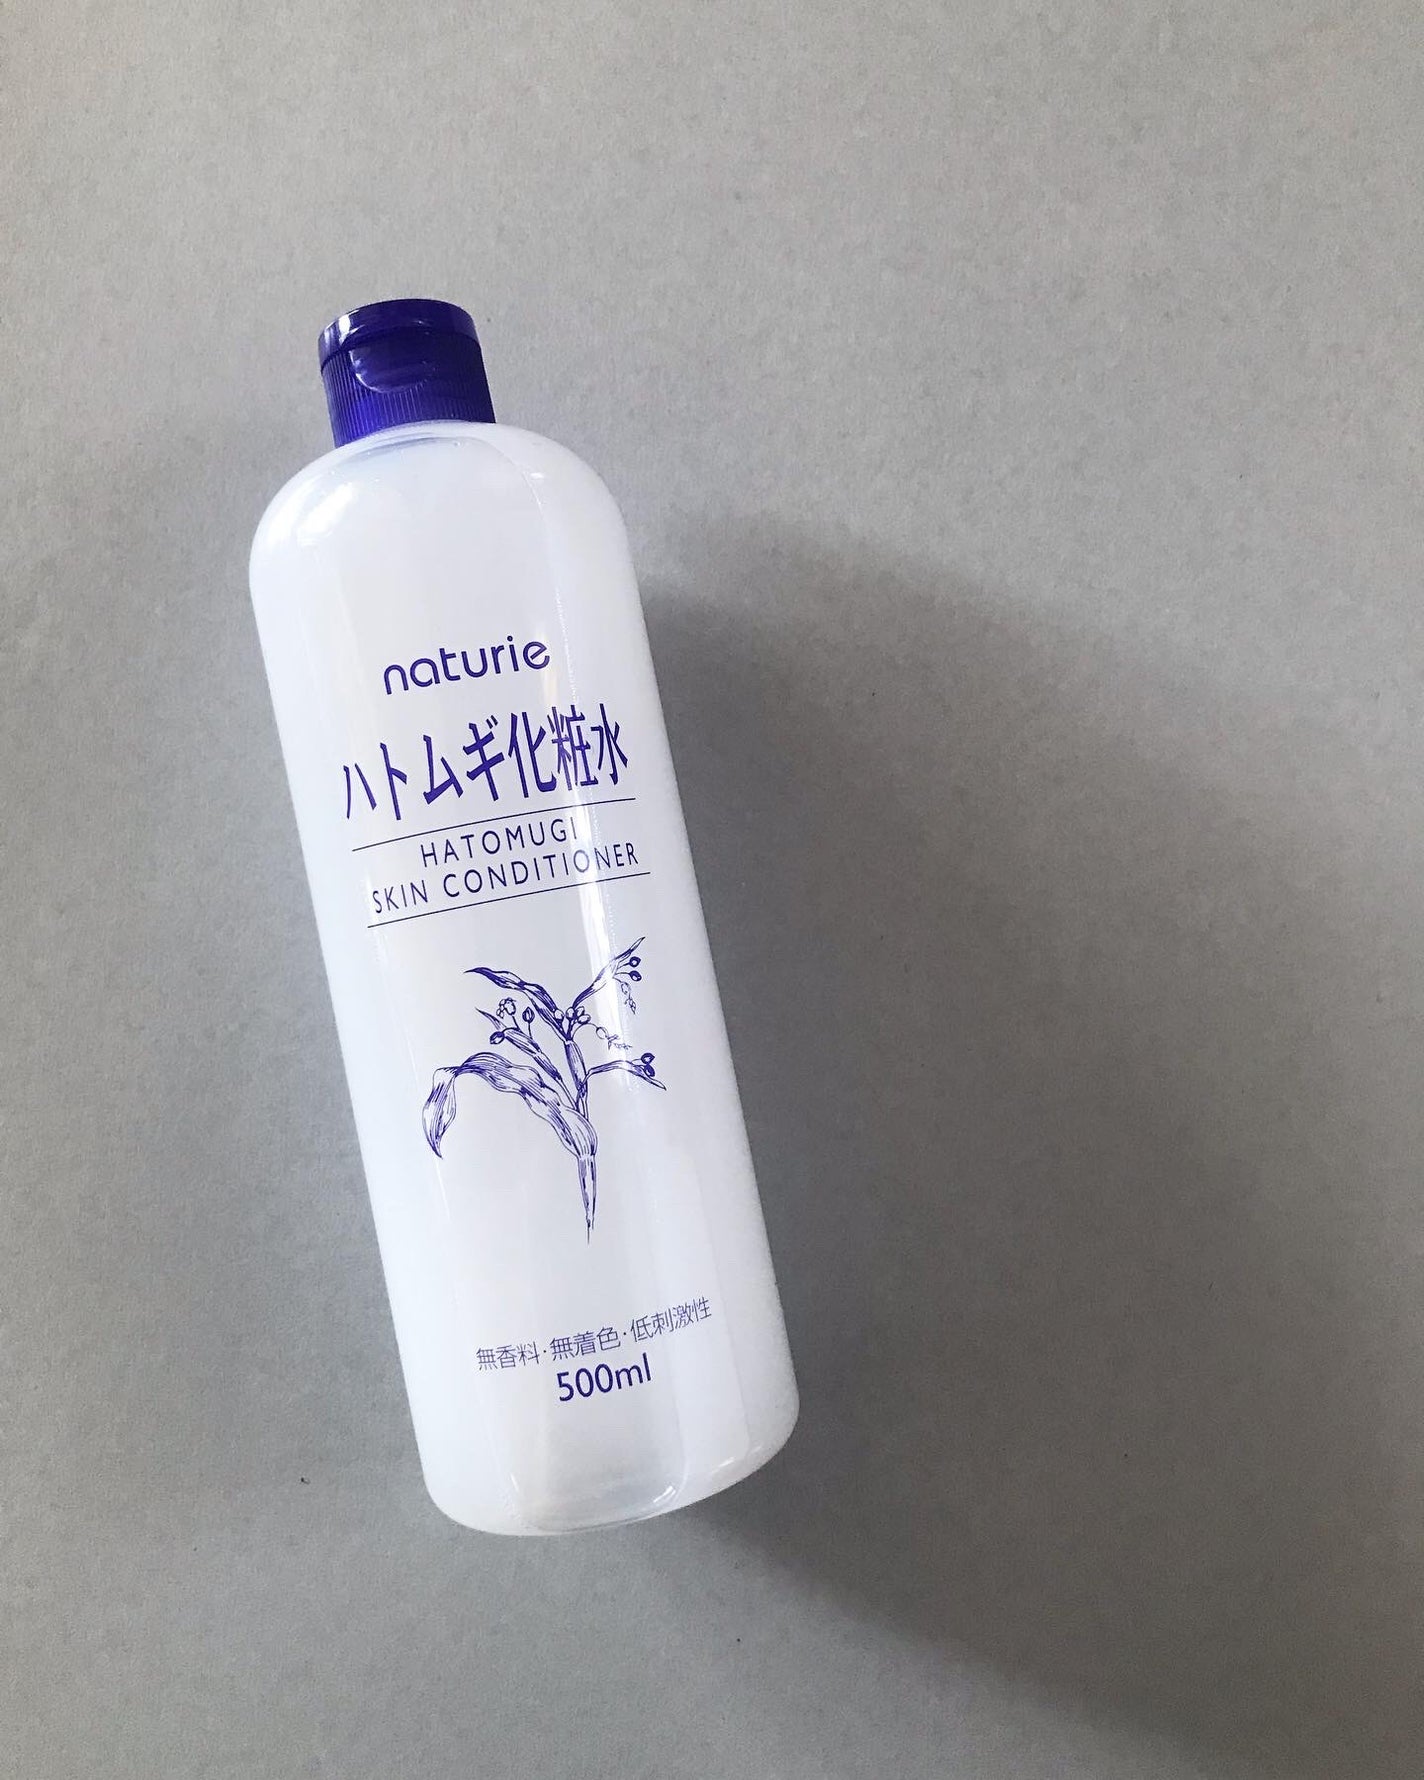 naturie
ハトムギ化粧水
HATOMUGI
SKIN CONDITIONER
無香料・無着色・低刺激性
500ml